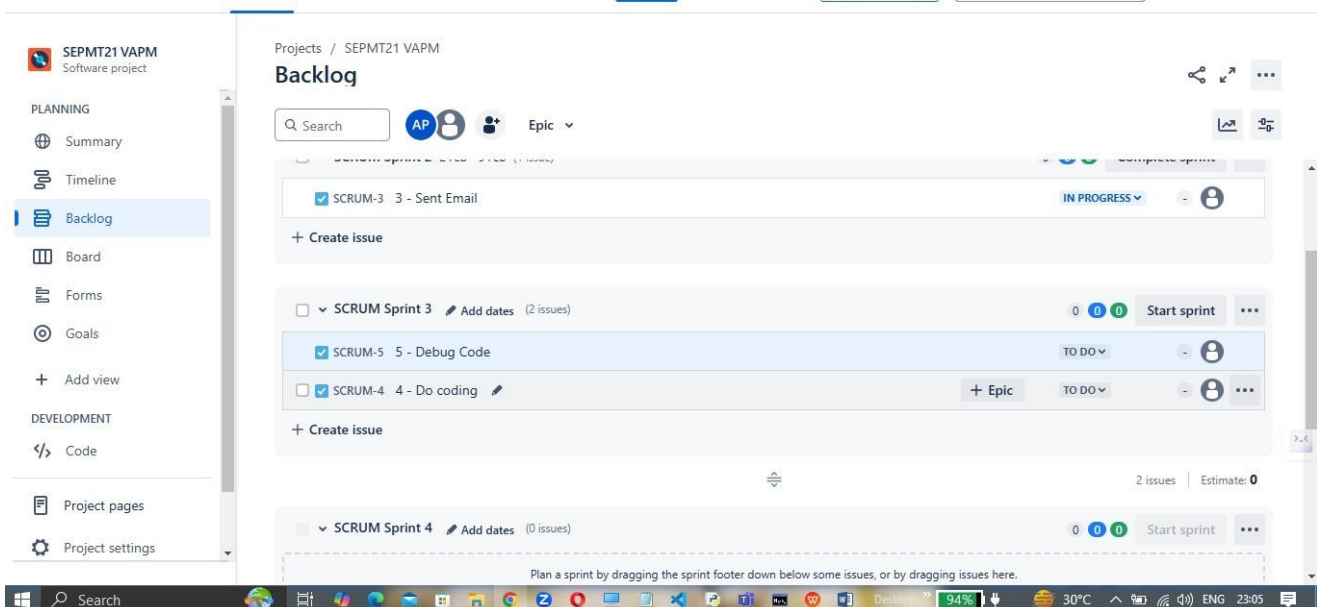 SEPMT21 VAPM
Software project
PLANNING
Summary
Timeline
Backlog
Board
Forms
Goals
Add view
DEVELOPMENT
Code
Project pages
Project settings
Projects / SEPMT21 VAPM
Backlog
Search
AP
Epic
SCRUM-3 3 - Sent Email IN PROGRESS -
+ Create issue
SCRUM Sprint 3 Add dates (2 issues) 0 0 0 Start sprint
SCRUM-5 5 - Debug Code TO DO -
SCRUM-4 4 - Do coding + Epic TO DO -
+ Create issue
2 issues Estimate: 0
SCRUM Sprint 4 Add dates (0 issues) 0 0 0 Start sprint
Plan a sprint by dragging the sprint footer down below some issues, or by dragging issues here.
Search 94% 30°C ENG 23:05